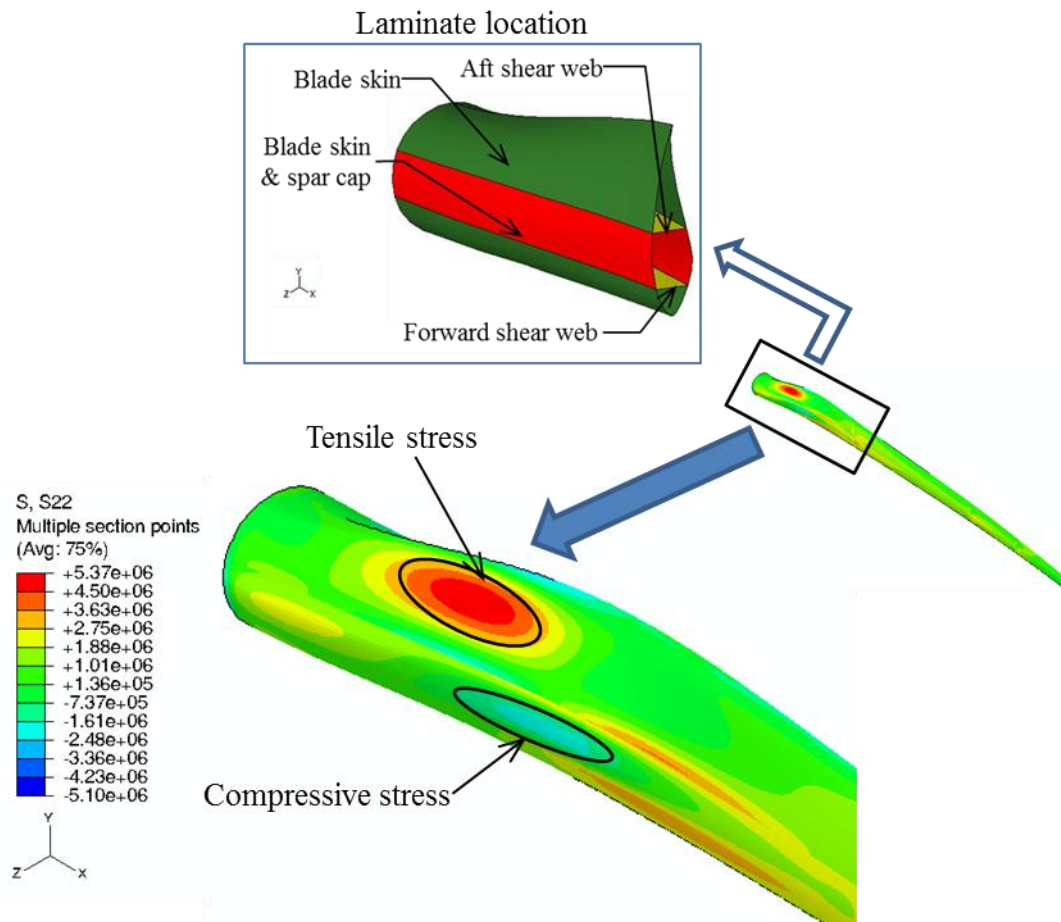 Laminate location
Blade skin
Aft shear web
Blade skin
& spar cap
Forward shear web
Y
Z
X
Tensile stress
S, S22
Multiple section points
(Avg: 75%)
+5.37e+06
+4.50e+06
+3.63e+06
+2.75e+06
+1.88e+06
+1.01e+06
+1.36e+05
-7.37e+05
-1.61e+06
-2.48e+06
-3.36e+06
-4.23e+06
-5.10e+06
Compressive stress
Y
Z
X